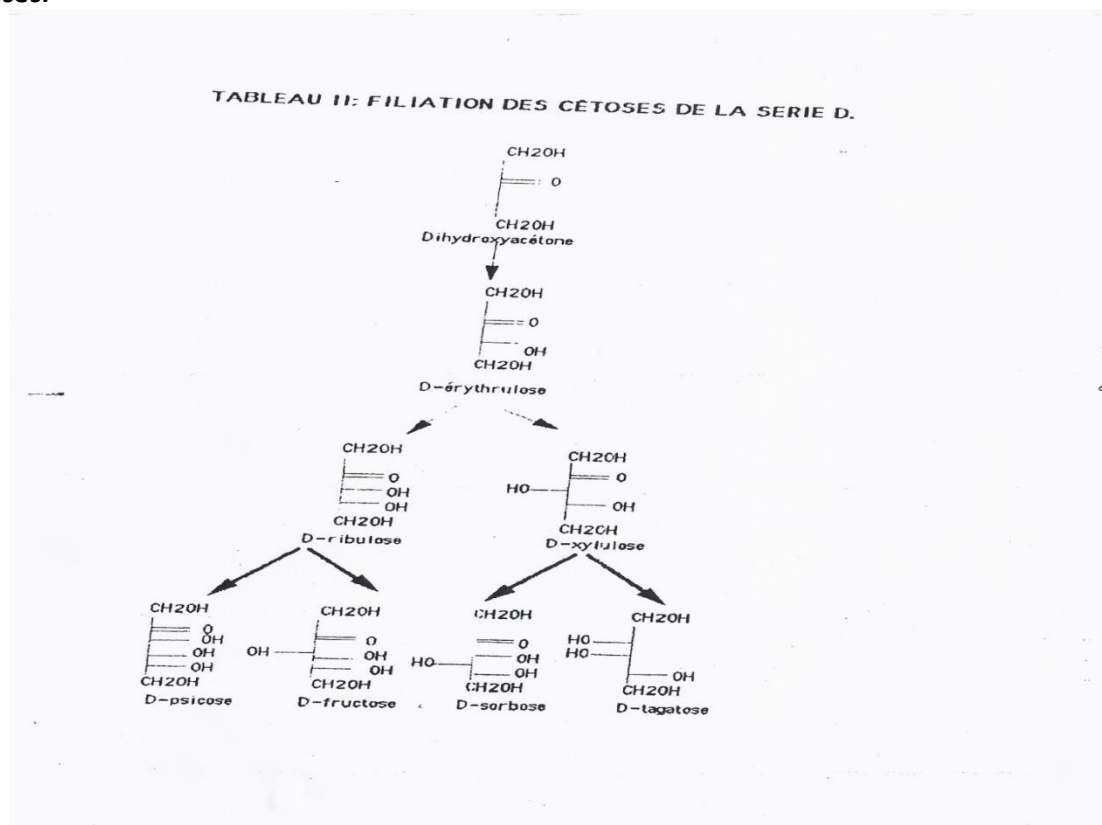 TABLEAU II: FILIATION DES CÉTOSES DE LA SERIE D.
CH2OH
O
CH2OH
Dihydroxyacétone
CH2OH
O
OH
CH2OH
D-érythrulose
CH2OH
O
OH
OH
CH2OH
D-ribulose
CH2OH
O
HO
OH
CH2OH
D-xylulose
CH2OH
O
OH
OH
OH
CH2OH
D-psicose
CH2OH
O
OH
OH
OH
CH2OH
D-fructose
CH2OH
O
OH
HO
OH
CH2OH
D-sorbose
CH2OH
HO
HO
OH
CH2OH
D-tagatose